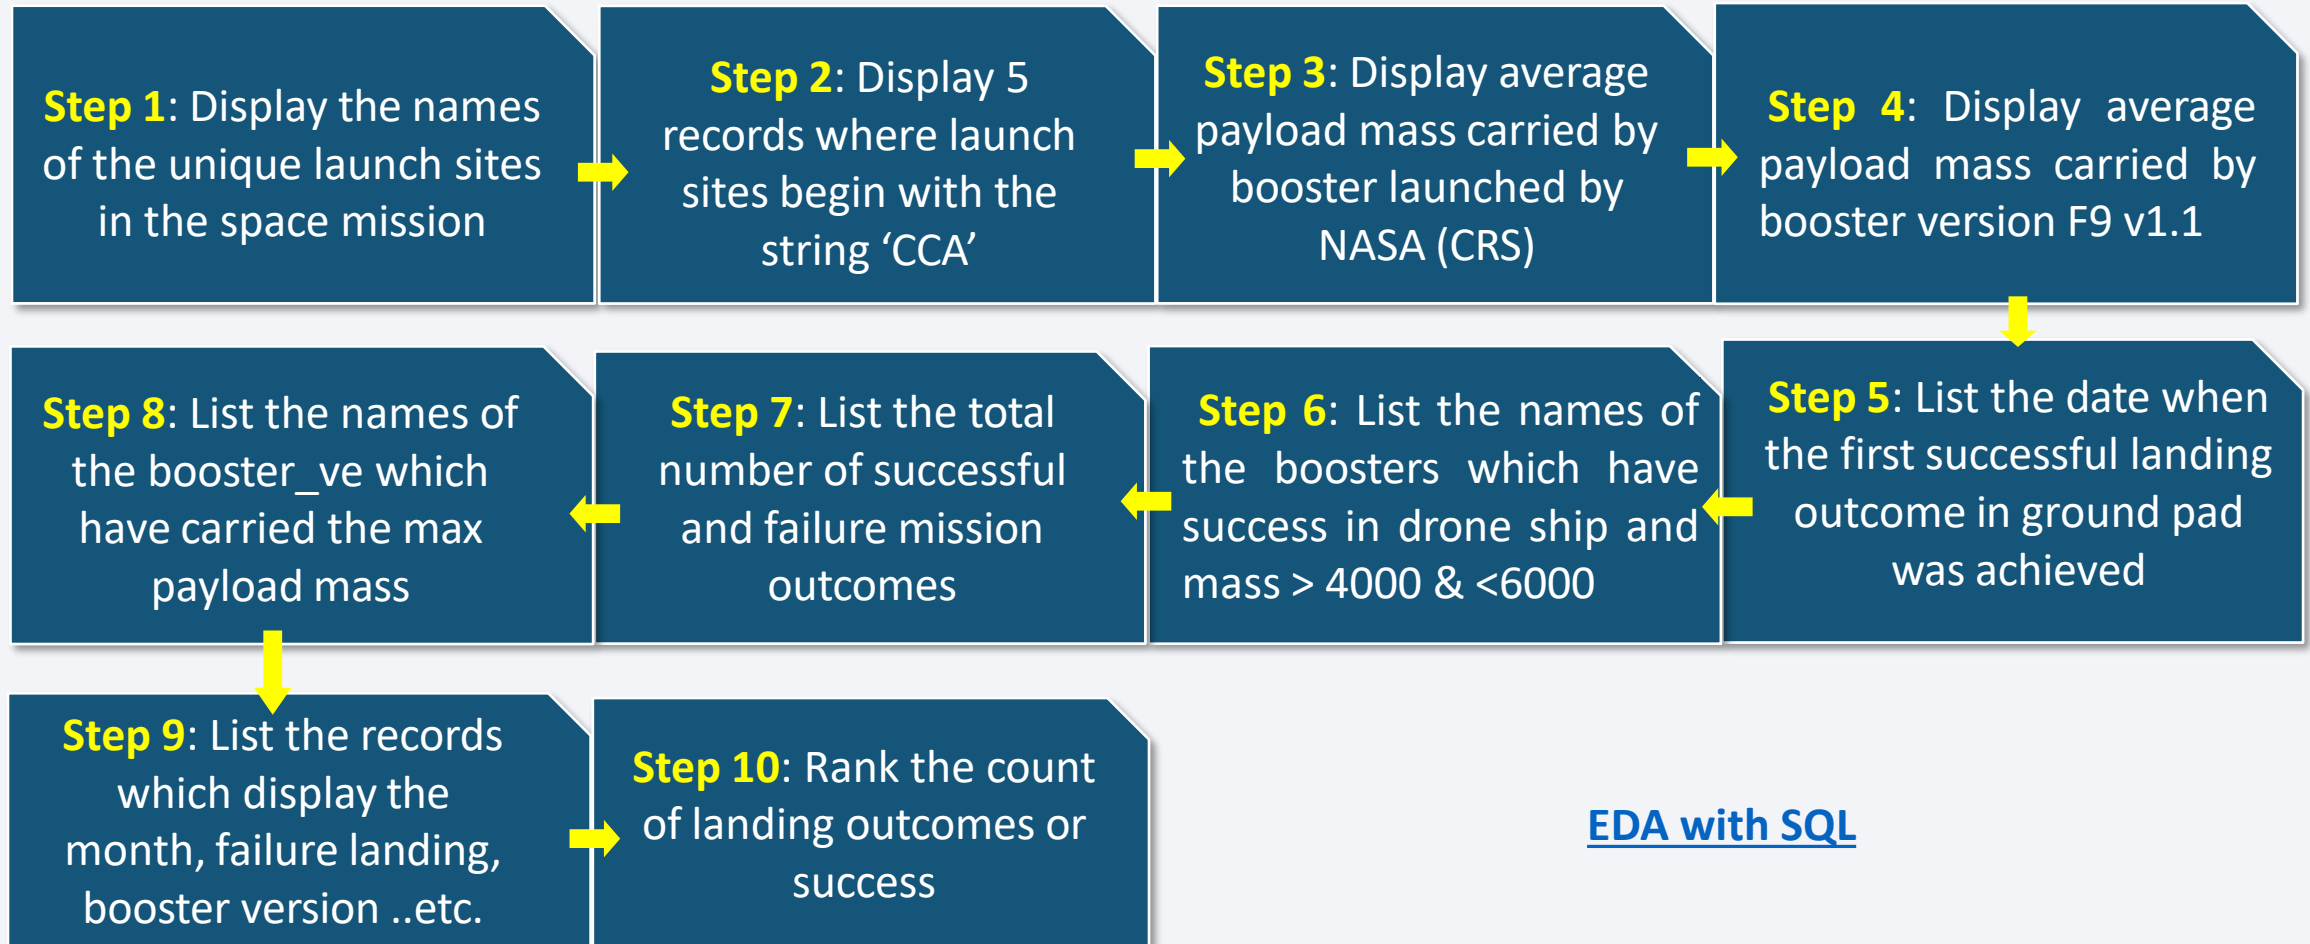 Step 1: Display the names
of the unique launch sites
in the space mission
Step 2: Display 5
records where launch
sites begin with the
string ‘CCA’
Step 3: Display average
payload mass carried by
booster launched by
NASA (CRS)
Step 4: Display average
payload mass carried by
booster version F9 v1.1
Step 5: List the date when
the first successful landing
outcome in ground pad
was achieved
Step 6: List the names of
the boosters which have
success in drone ship and
mass > 4000 & <6000
Step 7: List the total
number of successful
and failure mission
outcomes
Step 8: List the names of
the booster_ve which
have carried the max
payload mass
Step 9: List the records
which display the
month, failure landing,
booster version ..etc.
Step 10: Rank the count
of landing outcomes or
success
EDA with SQL